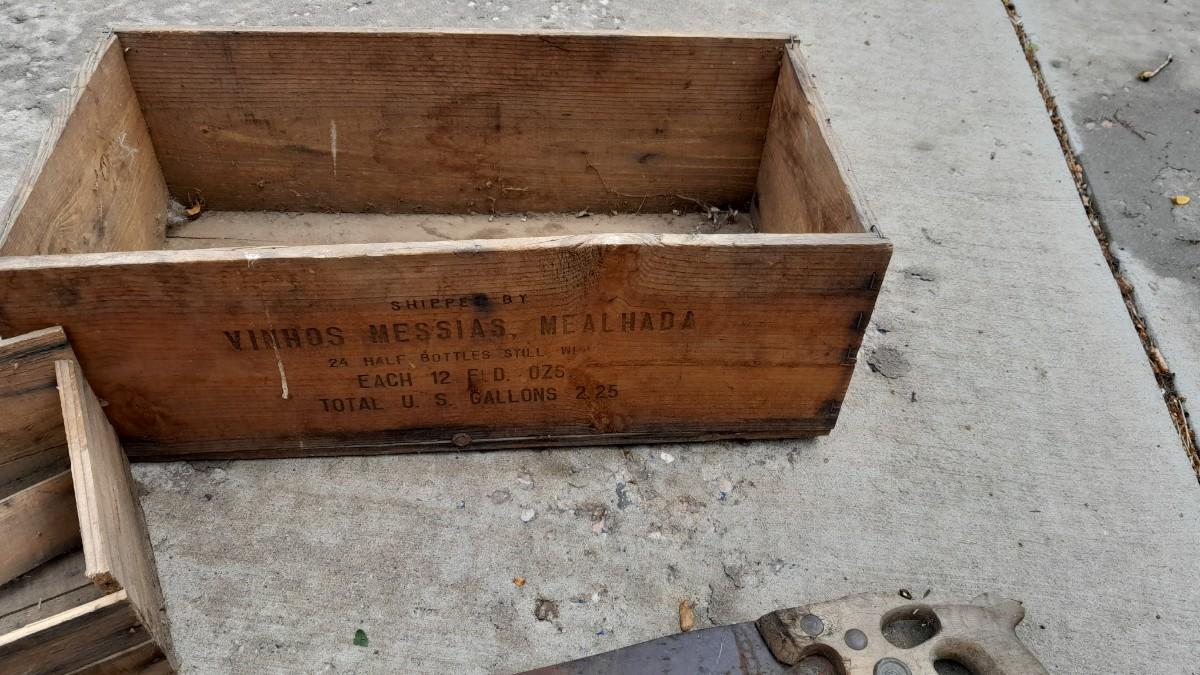 SHIPPED BY
VINHOS MESSIAS, MEALHADA
24 HALF BOTTLES STILL
EACH 12 FLD. OZS.
TOTAL U. S. GALLONS 2.25